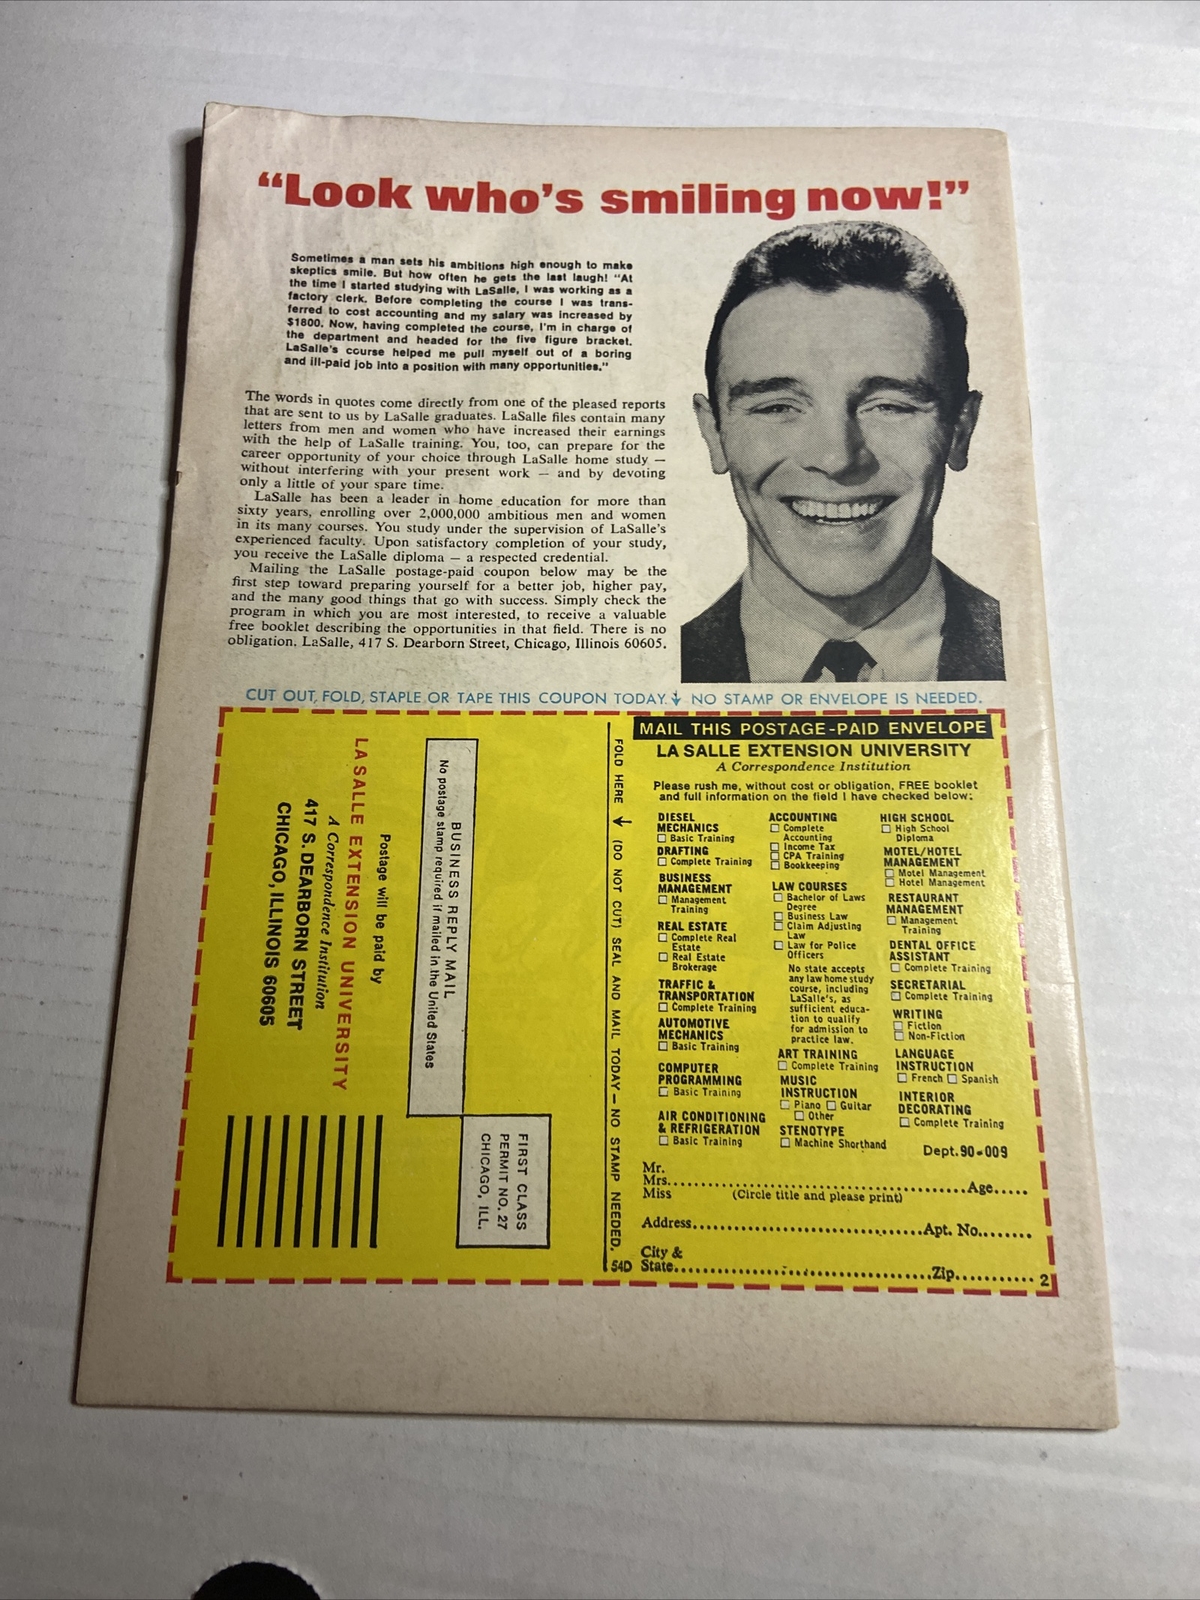 “Look who’s smiling now!”
Sometimes a man sets his ambitions high enough to make
skeptics smile. But how often he gets the last laugh! “At
the time I started studying with LaSalle, I was working as a
factory clerk. Before completing the course I was trans-
ferred to cost accounting and my salary was increased by
$1800. Now, having completed the course, I’m in charge of
the department and headed for the five figure bracket.
LaSalle’s course helped me pull myself out of a boring
and ill-paid job into a position with many opportunities.”
The words in quotes come directly from one of the pleased reports
that are sent to us by LaSalle graduates. LaSalle files contain many
letters from men and women who have increased their earnings
with the help of LaSalle training. You, too, can prepare for the
career opportunity of your choice through LaSalle home study —
without interfering with your present work — and by devoting
only a little of your spare time.
LaSalle has been a leader in home education for more than
sixty years, enrolling over 2,000,000 ambitious men and women
in its many courses. You study under the supervision of LaSalle’s
experienced faculty. Upon satisfactory completion of your study,
you receive the LaSalle diploma — a respected credential.
Mailing the LaSalle postage-paid coupon below may be the
first step toward preparing yourself for a better job, higher pay,
and the many good things that go with success. Simply check the
program in which you are most interested, to receive a valuable
free booklet describing the opportunities in that field. There is no
obligation. LaSalle, 417 S. Dearborn Street, Chicago, Illinois 60605.
CUT OUT, FOLD, STAPLE OR TAPE THIS COUPON TODAY. NO STAMP OR ENVELOPE IS NEEDED.
FIRST CLASS
PERMIT NO. 27
CHICAGO, ILL.
BUSINESS REPLY MAIL
No postage stamp required if mailed in the United States
Postage will be paid by
LA SALLE EXTENSION UNIVERSITY
A Correspondence Institution
417 S. DEARBORN STREET
CHICAGO, ILLINOIS 60605
FOLD HERE (DO NOT CUT) SEAL AND MAIL TODAY — NO STAMP NEEDED.
54D
MAIL THIS POSTAGE-PAID ENVELOPE
LA SALLE EXTENSION UNIVERSITY
A Correspondence Institution
Please rush me, without cost or obligation, FREE booklet
and full information on the field I have checked below:
DIESEL
MECHANICS
Basic Training
DRAFTING
Complete Training
BUSINESS
MANAGEMENT
Management
Training
REAL ESTATE
Complete Real
Estate
Real Estate
Brokerage
TRAFFIC &
TRANSPORTATION
Complete Training
AUTOMOTIVE
MECHANICS
Basic Training
COMPUTER
PROGRAMMING
Basic Training
AIR CONDITIONING
& REFRIGERATION
Basic Training
ACCOUNTING
Complete
Accounting
Income Tax
CPA Training
Bookkeeping
LAW COURSES
Bachelor of Laws
Degree
Business Law
Claim Adjusting
Law
Law for Police
Officers
No state accepts
any law home study
course, including
LaSalle’s, as
sufficient educa-
tion to qualify
for admission to
practice law.
ART TRAINING
Complete Training
MUSIC
INSTRUCTION
Piano Guitar
Other
STENOTYPE
Machine Shorthand
HIGH SCHOOL
High School
Diploma
MOTEL/HOTEL
MANAGEMENT
Motel Management
Hotel Management
RESTAURANT
MANAGEMENT
Management
Training
DENTAL OFFICE
ASSISTANT
Complete Training
SECRETARIAL
Complete Training
WRITING
Fiction
Non-Fiction
LANGUAGE
INSTRUCTION
French Spanish
INTERIOR
DECORATING
Complete Training
Dept. 90-009
Mr.
Mrs. Age
Miss (Circle title and please print)
Address Apt. No.
City &
State Zip 2